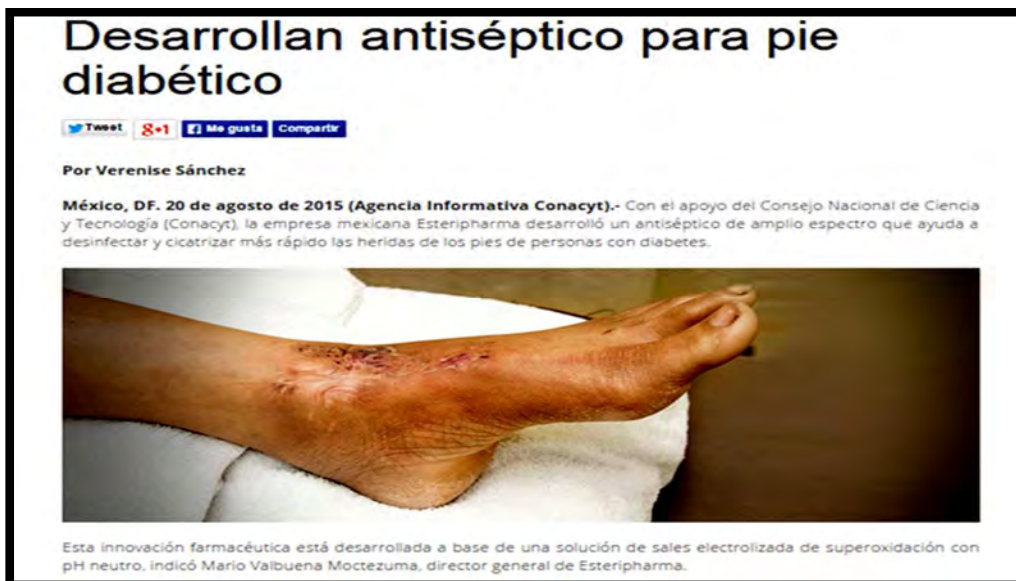 Desarrollan antiséptico para pie
diabético
Tweet g+1 Me gusta Compartir
Por Verenise Sánchez
México, DF. 20 de agosto de 2015 (Agencia Informativa Conacyt).- Con el apoyo del Consejo Nacional de Ciencia
y Tecnología (Conacyt), la empresa mexicana Esteripharma desarrolló un antiséptico de amplio espectro que ayuda a
desinfectar y cicatrizar más rápido las heridas de los pies de personas con diabetes.
Esta innovación farmacéutica está desarrollada a base de una solución de sales electrolizada de superoxidación con
pH neutro, indicó Mario Valbuena Moctezuma, director general de Esteripharma.